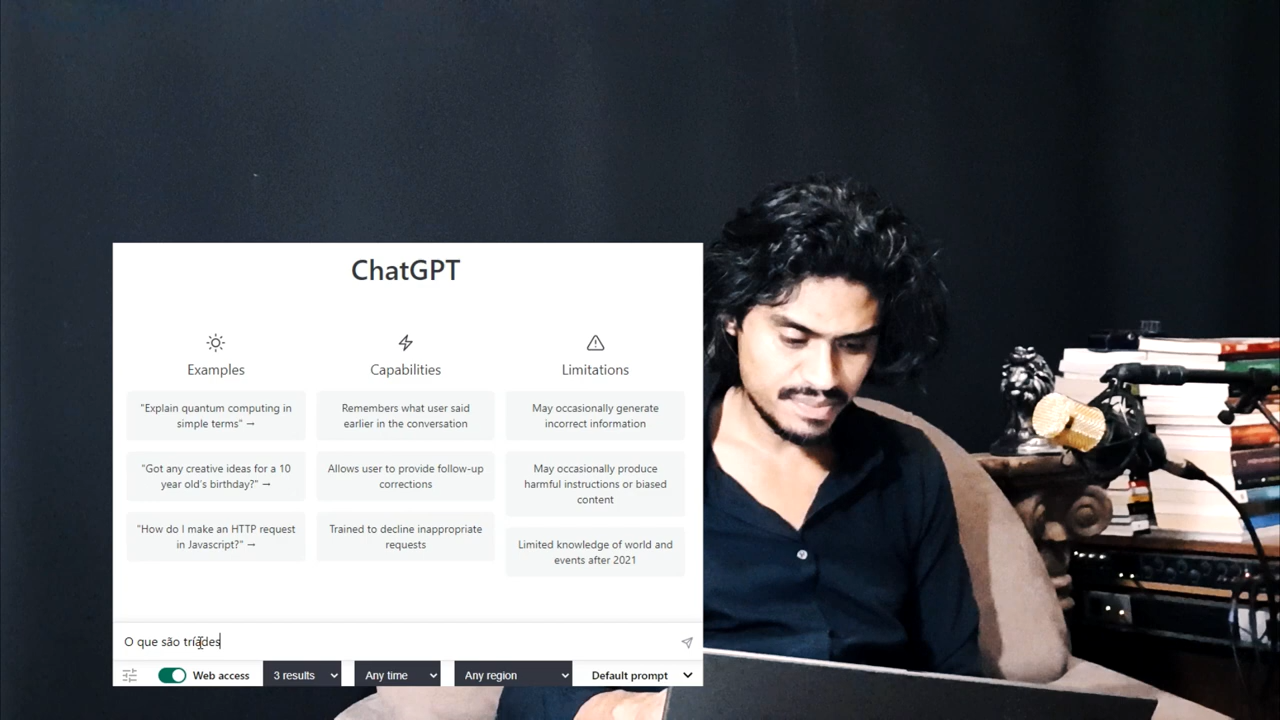 ChatGPT
Examples
Capabilities
Limitations
"Explain quantum computing in
simple terms" →
Remembers what user said
earlier in the conversation
May occasionally generate
incorrect information
"Got any creative ideas for a 10
year old's birthday?" →
Allows user to provide follow-up
corrections
May occasionally produce
harmful instructions or biased
content
"How do I make an HTTP request
in Javascript?" →
Trained to decline inappropriate
requests
Limited knowledge of world and
events after 2021
O que são tríades
Web access
3 results
Any time
Any region
Default prompt